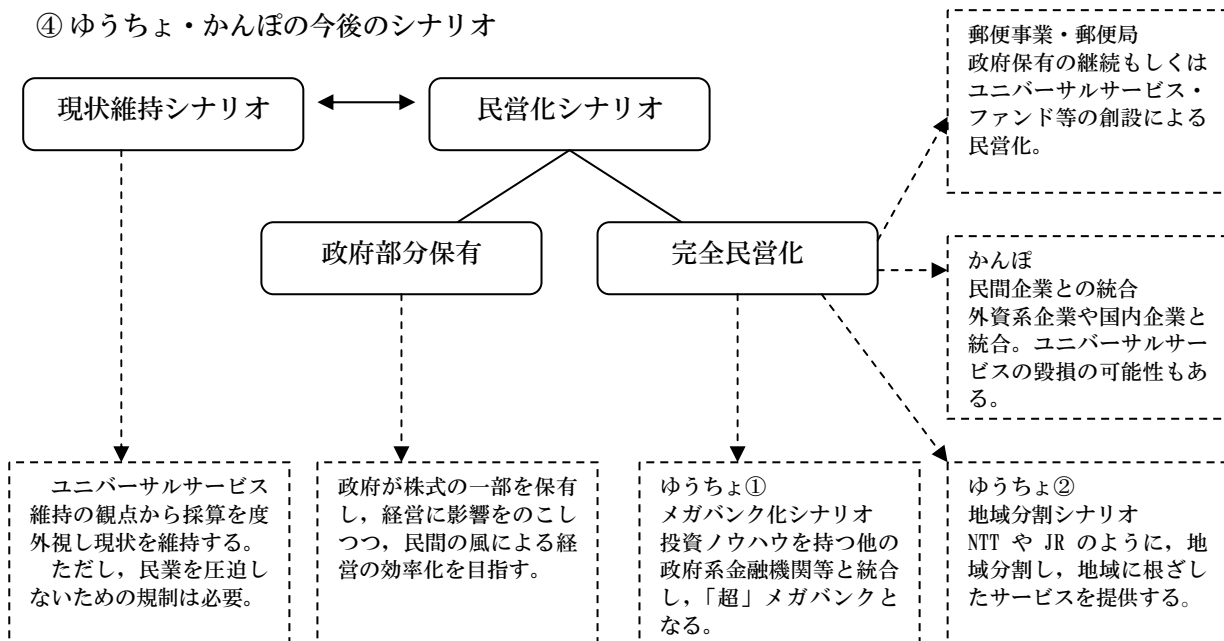 ④ ゆうちょ・かんぽの今後のシナリオ
現状維持シナリオ
民営化シナリオ
政府部分保有
完全民営化
郵便事業・郵便局
政府保有の継続もしくは
ユニバーサルサービス・
ファンド等の創設による
民営化。
かんぽ
民間企業との統合
外資系企業や国内企業と
統合。ユニバーサルサー
ビスの毀損の可能性もあ
る。
ユニバーサルサービス
維持の観点から採算を度
外視し現状を維持する。
ただし，民業を圧迫し
ないための規制は必要。
政府が株式の一部を保有
し，経営に影響をのこし
つつ，民間の風による経
営の効率化を目指す。
ゆうちょ①
メガバンク化シナリオ
投資ノウハウを持つ他の
政府系金融機関等と統合
し，「超」メガバンクと
なる。
ゆうちょ②
地域分割シナリオ
NTT や JR のように，地
域分割し，地域に根ざし
たサービスを提供する。